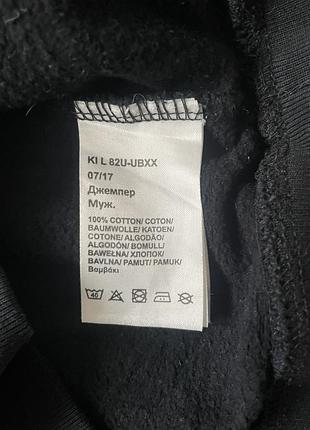 KI L 82U-UBXX
07/17
Джемпер
Муж.
100% COTTON/ COTON/
BAUMWOLLE/ KATOEN/
COTONE/ ALGODÃO/
ALGODÓN/ BOMULL/
BAWEŁNA/ ХЛОПОК/
BAVLNA/ PAMUT/ PAMUK/
Бавмвакі
40